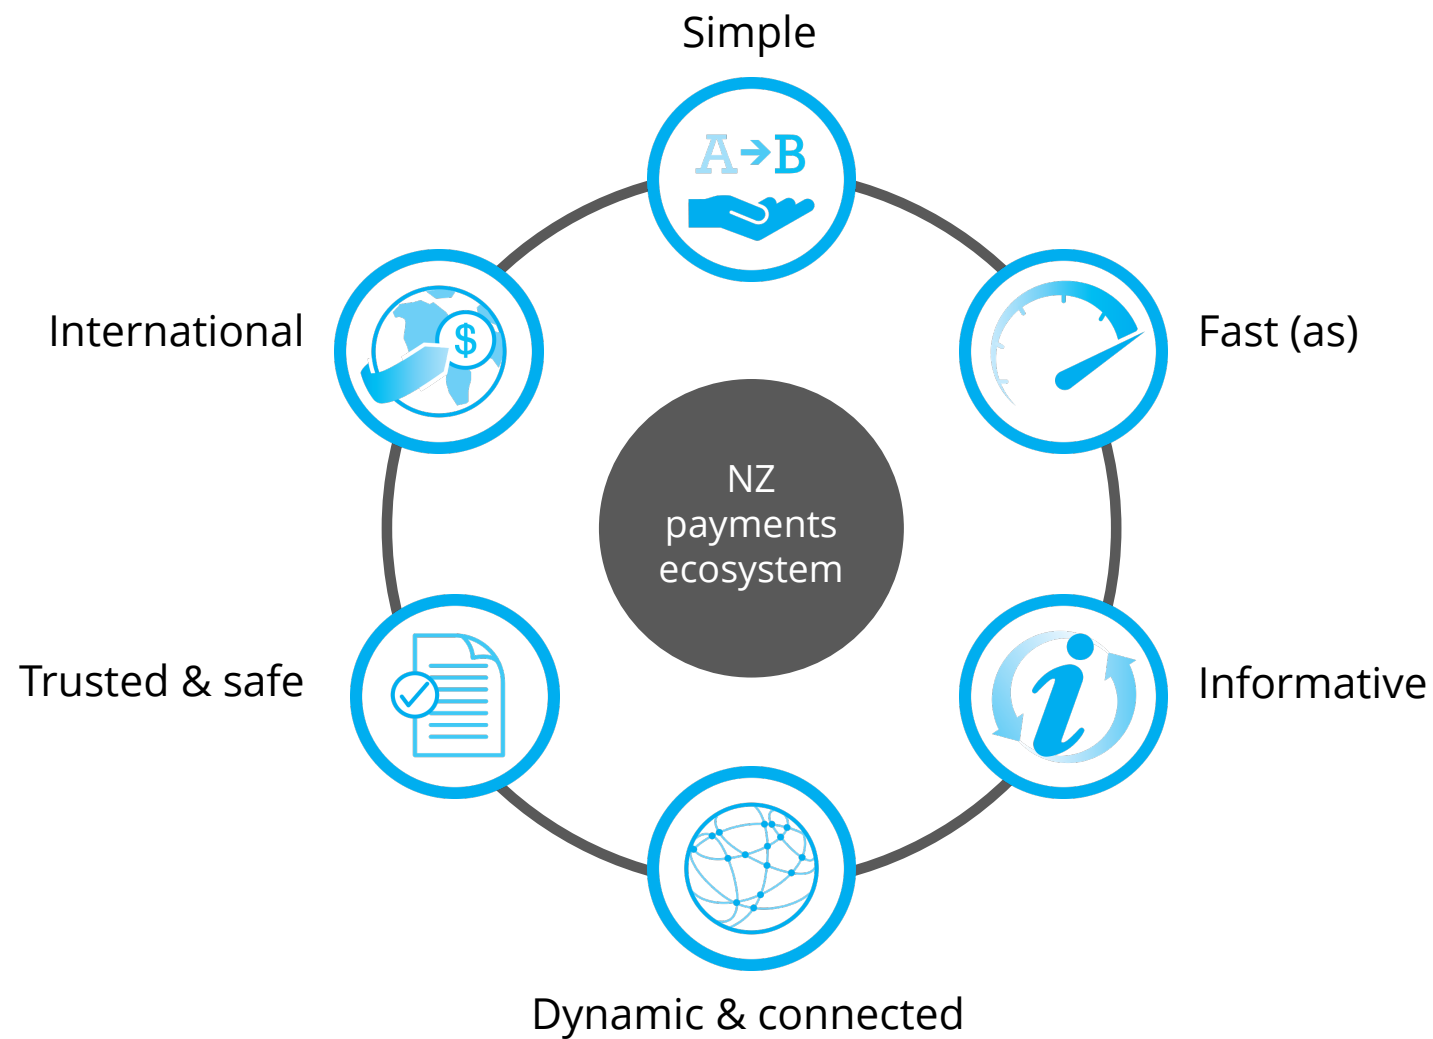 Simple
A→B
International
$
Fast (as)
NZ
payments
ecosystem
Trusted & safe
i
Informative
Dynamic & connected